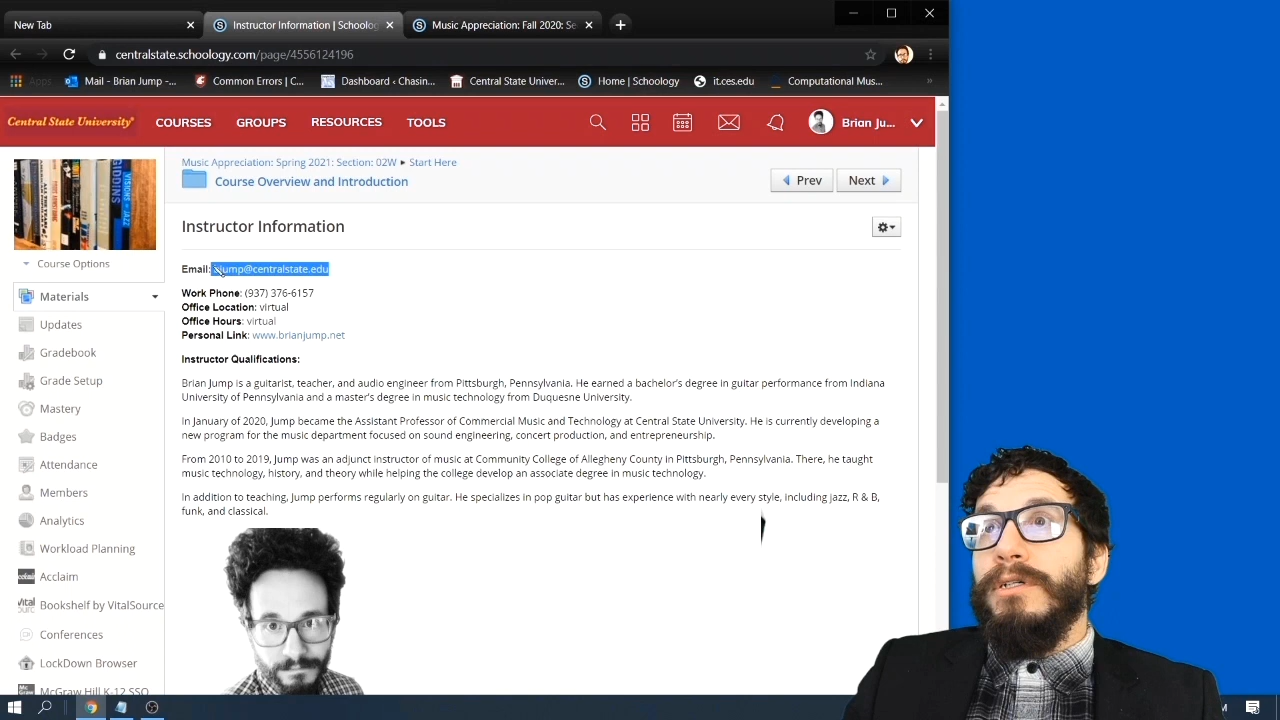 New Tab
Instructor Information | Schoolog
Music Appreciation: Fall 2020: Se
centralstate.schoology.com/page/4556124196
Apps
Mail - Brian Jump -...
Common Errors | C...
Dashboard ‹ Chasin...
Central State Univer...
Home | Schoology
it.ces.edu
Computational Mus...
»
Central State University
COURSES
GROUPS
RESOURCES
TOOLS
Brian Ju...
Music Appreciation: Spring 2021: Section: 02W ▸ Start Here
Course Overview and Introduction
Prev
Next
Instructor Information
Course Options
Materials
Updates
Gradebook
Grade Setup
Mastery
Badges
Attendance
Members
Analytics
Workload Planning
Acclaim
Bookshelf by VitalSource
Conferences
LockDown Browser
McGraw Hill K-12 SSO
Email: jump@centralstate.edu
Work Phone: (937) 376-6157
Office Location: virtual
Office Hours: virtual
Personal Link: www.brianjump.net
Instructor Qualifications:
Brian Jump is a guitarist, teacher, and audio engineer from Pittsburgh, Pennsylvania. He earned a bachelor's degree in guitar performance from Indiana
University of Pennsylvania and a master's degree in music technology from Duquesne University.
In January of 2020, Jump became the Assistant Professor of Commercial Music and Technology at Central State University. He is currently developing a
new program for the music department focused on sound engineering, concert production, and entrepreneurship.
From 2010 to 2019, Jump was an adjunct instructor of music at Community College of Allegheny County in Pittsburgh, Pennsylvania. There, he taught
music technology, history, and theory while helping the college develop an associate degree in music technology.
In addition to teaching, Jump performs regularly on guitar. He specializes in pop guitar but has experience with nearly every style, including jazz, R & B,
funk, and classical.